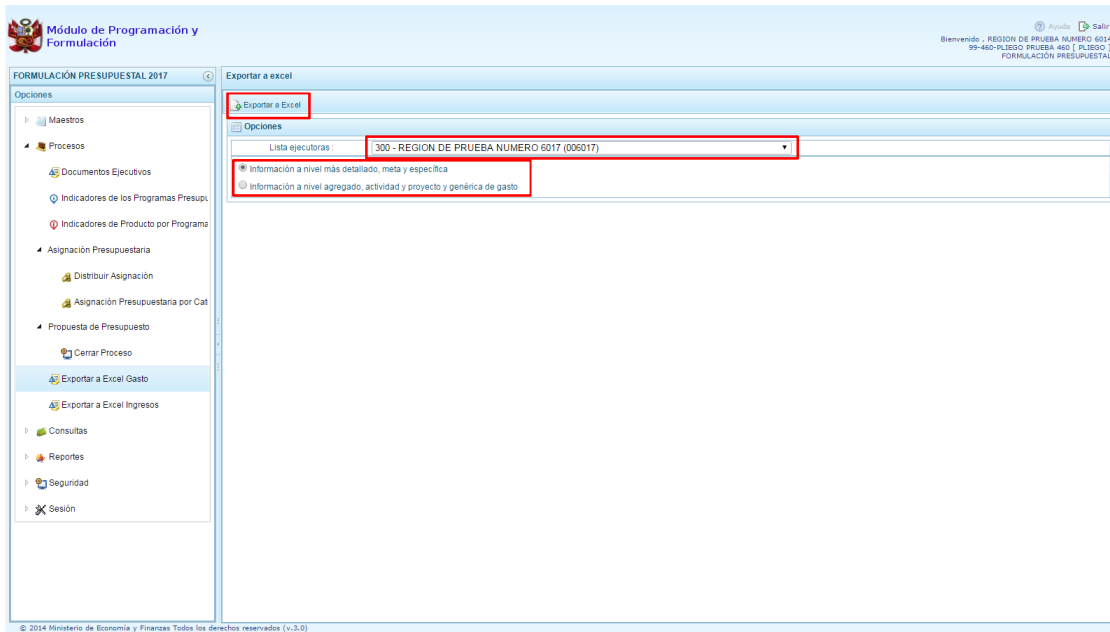 Módulo de Programación y
Formulación
Ayuda Salir
Bienvenido . REGION DE PRUEBA NUMERO 6014
99-460-PLIEGO PRUEBA 460 [ PLIEGO ]
FORMULACIÓN PRESUPUESTAL
FORMULACIÓN PRESUPUESTAL 2017
Exportar a excel
Opciones
Maestros
Procesos
Documentos Ejecutivos
Indicadores de los Programas Presupu
Indicadores de Producto por Programa
Asignación Presupuestaria
Distribuir Asignación
Asignación Presupuestaria por Cat
Propuesta de Presupuesto
Cerrar Proceso
Exportar a Excel Gasto
Exportar a Excel Ingresos
Consultas
Reportes
Seguridad
Sesión
Exportar a Excel
Opciones
Lista ejecutoras : 300 - REGION DE PRUEBA NUMERO 6017 (006017)
Información a nivel más detallado, meta y específica
Información a nivel agregado, actividad y proyecto y genérica de gasto
© 2014 Ministerio de Economía y Finanzas Todos los derechos reservados (v.3.0)